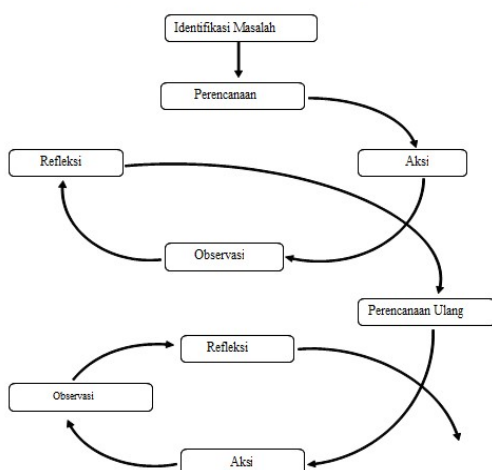 Identifikasi Masalah
Perencanaan
Aksi
Refleksi
Observasi
Perencanaan Ulang
Refleksi
Observasi
Aksi